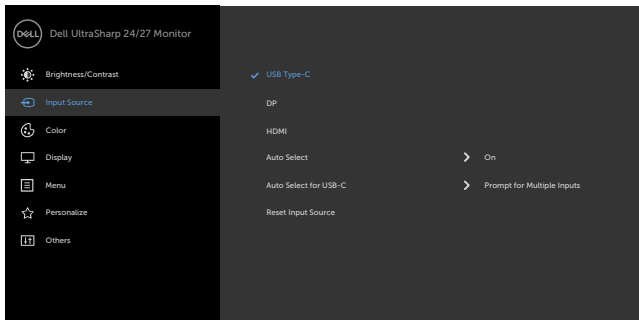 DELL Dell UltraSharp 24/27 Monitor
Brightness/Contrast USB Type-C
Input Source DP
Color HDMI
Display Auto Select On
Menu Auto Select for USB-C Prompt for Multiple Inputs
Personalize Reset Input Source
Others